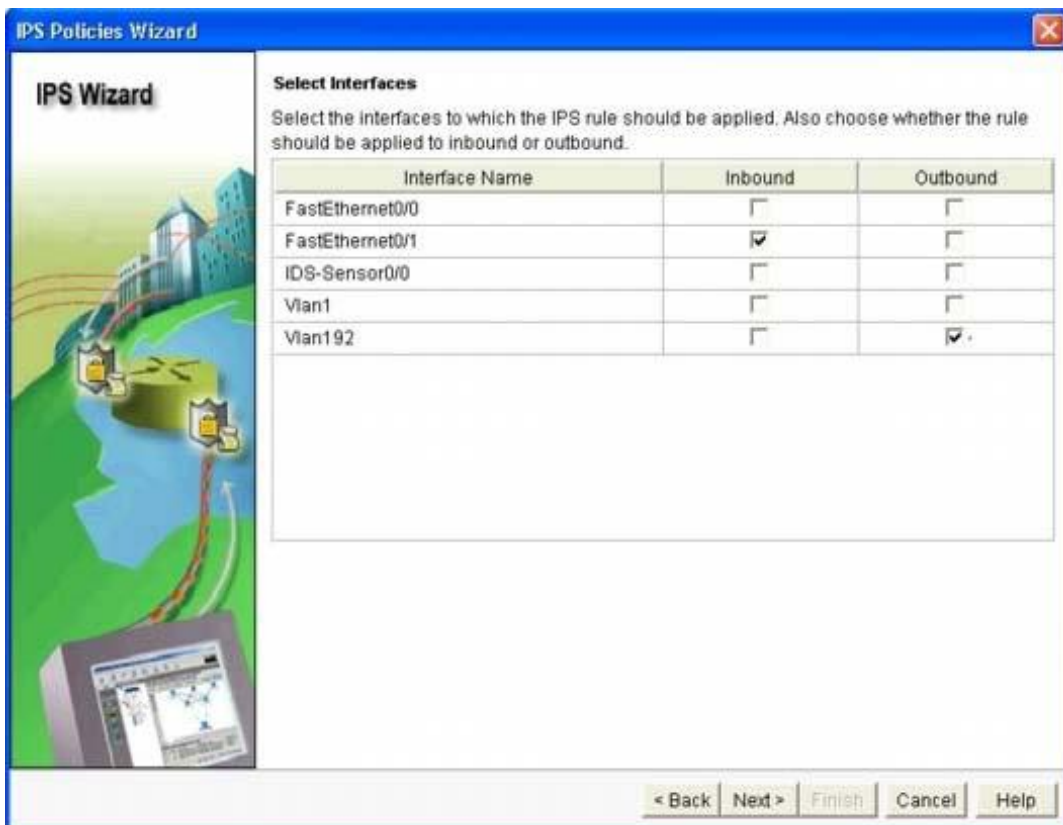 IPS Policies Wizard
IPS Wizard
Select Interfaces
Select the interfaces to which the IPS rule should be applied. Also choose whether the rule
should be applied to inbound or outbound.
Interface Name Inbound Outbound
FastEthernet0/0
FastEthernet0/1
IDS-Sensor0/0
Vlan1
Vlan192
< Back Next > Finish Cancel Help